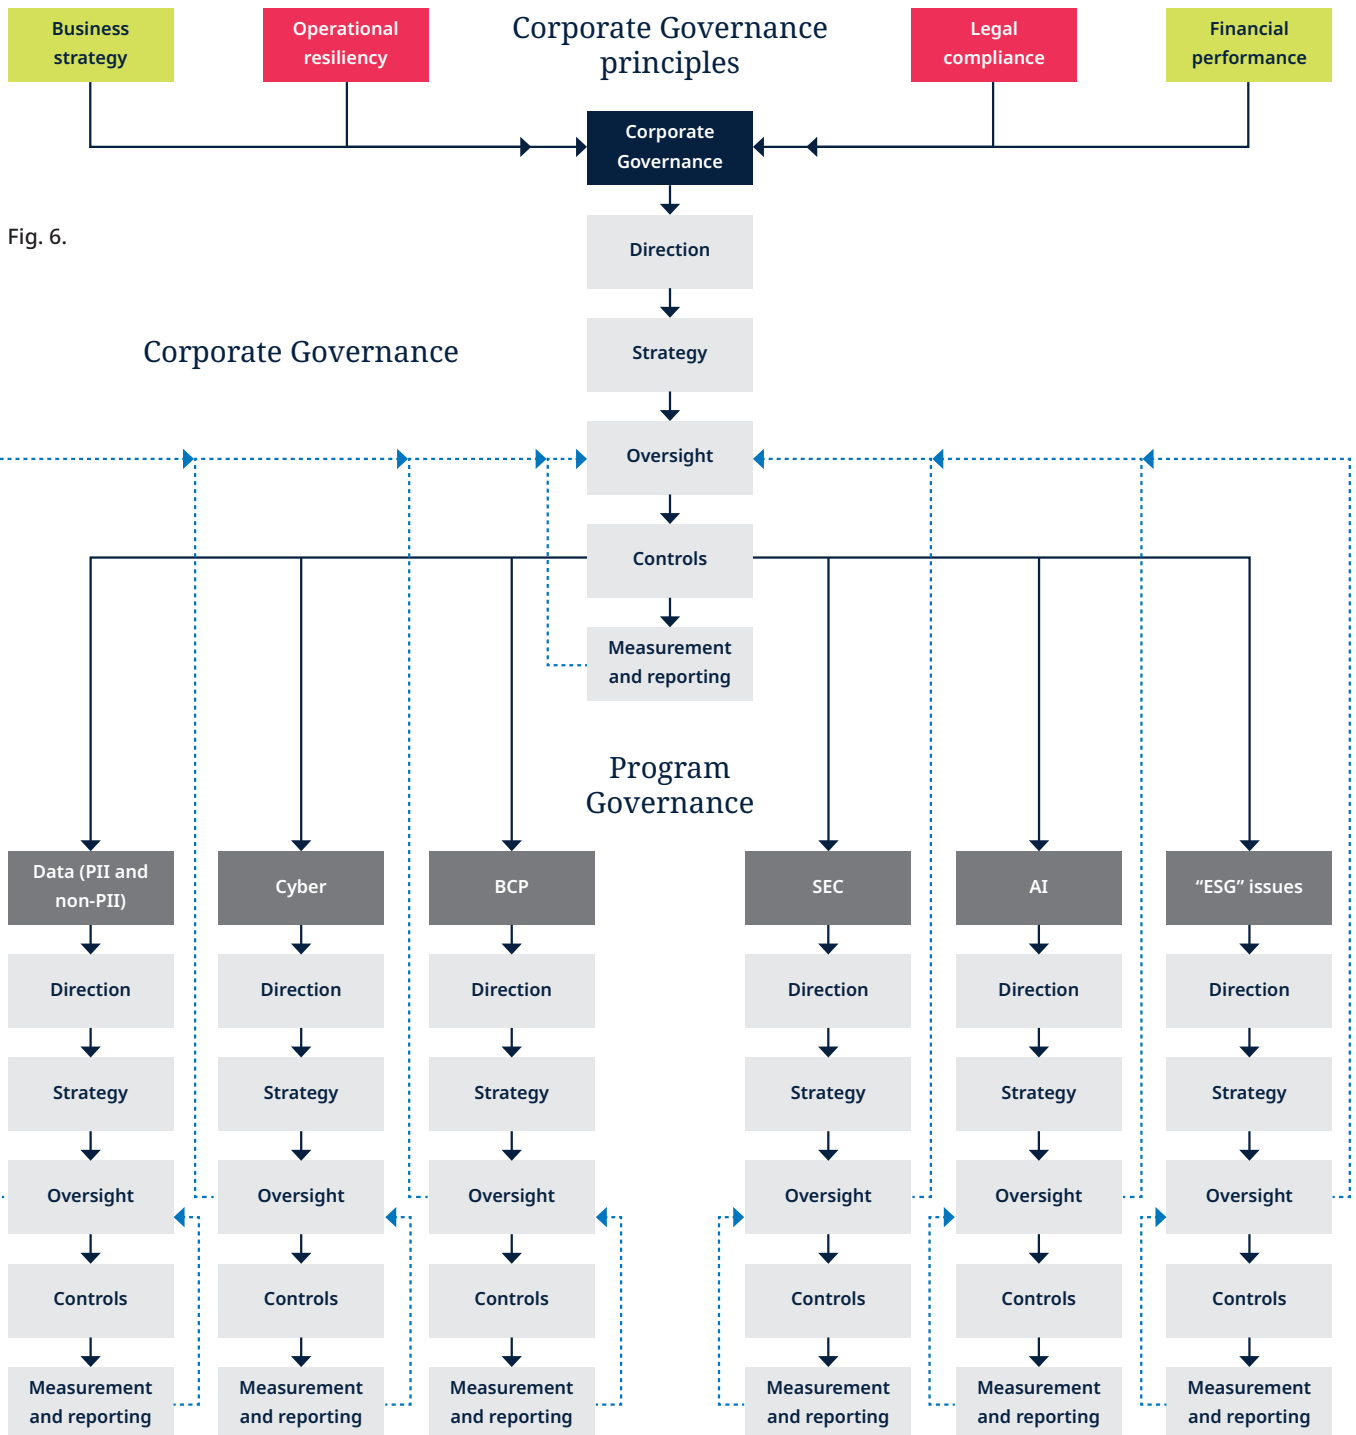 Business
strategy
Operational
resiliency
Corporate Governance
principles
Legal
compliance
Financial
performance
Corporate
Governance
Fig. 6.
Direction
Corporate Governance
Strategy
Oversight
Controls
Measurement
and reporting
Program
Governance
Data (PII and
non-PII)
Cyber
BCP
SEC
AI
“ESG” issues
Direction
Direction
Direction
Direction
Direction
Direction
Strategy
Strategy
Strategy
Strategy
Strategy
Strategy
Oversight
Oversight
Oversight
Oversight
Oversight
Oversight
Controls
Controls
Controls
Controls
Controls
Controls
Measurement
and reporting
Measurement
and reporting
Measurement
and reporting
Measurement
and reporting
Measurement
and reporting
Measurement
and reporting